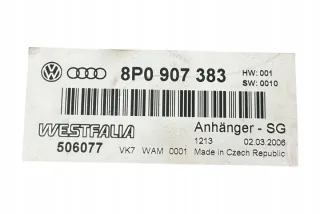 8P0 907 383 HW: 001
SW: 0010
WESTFALIA Anhänger - SG
506077 1213 02.03.2006
VK7 WAM 0001 Made in Czech Republic